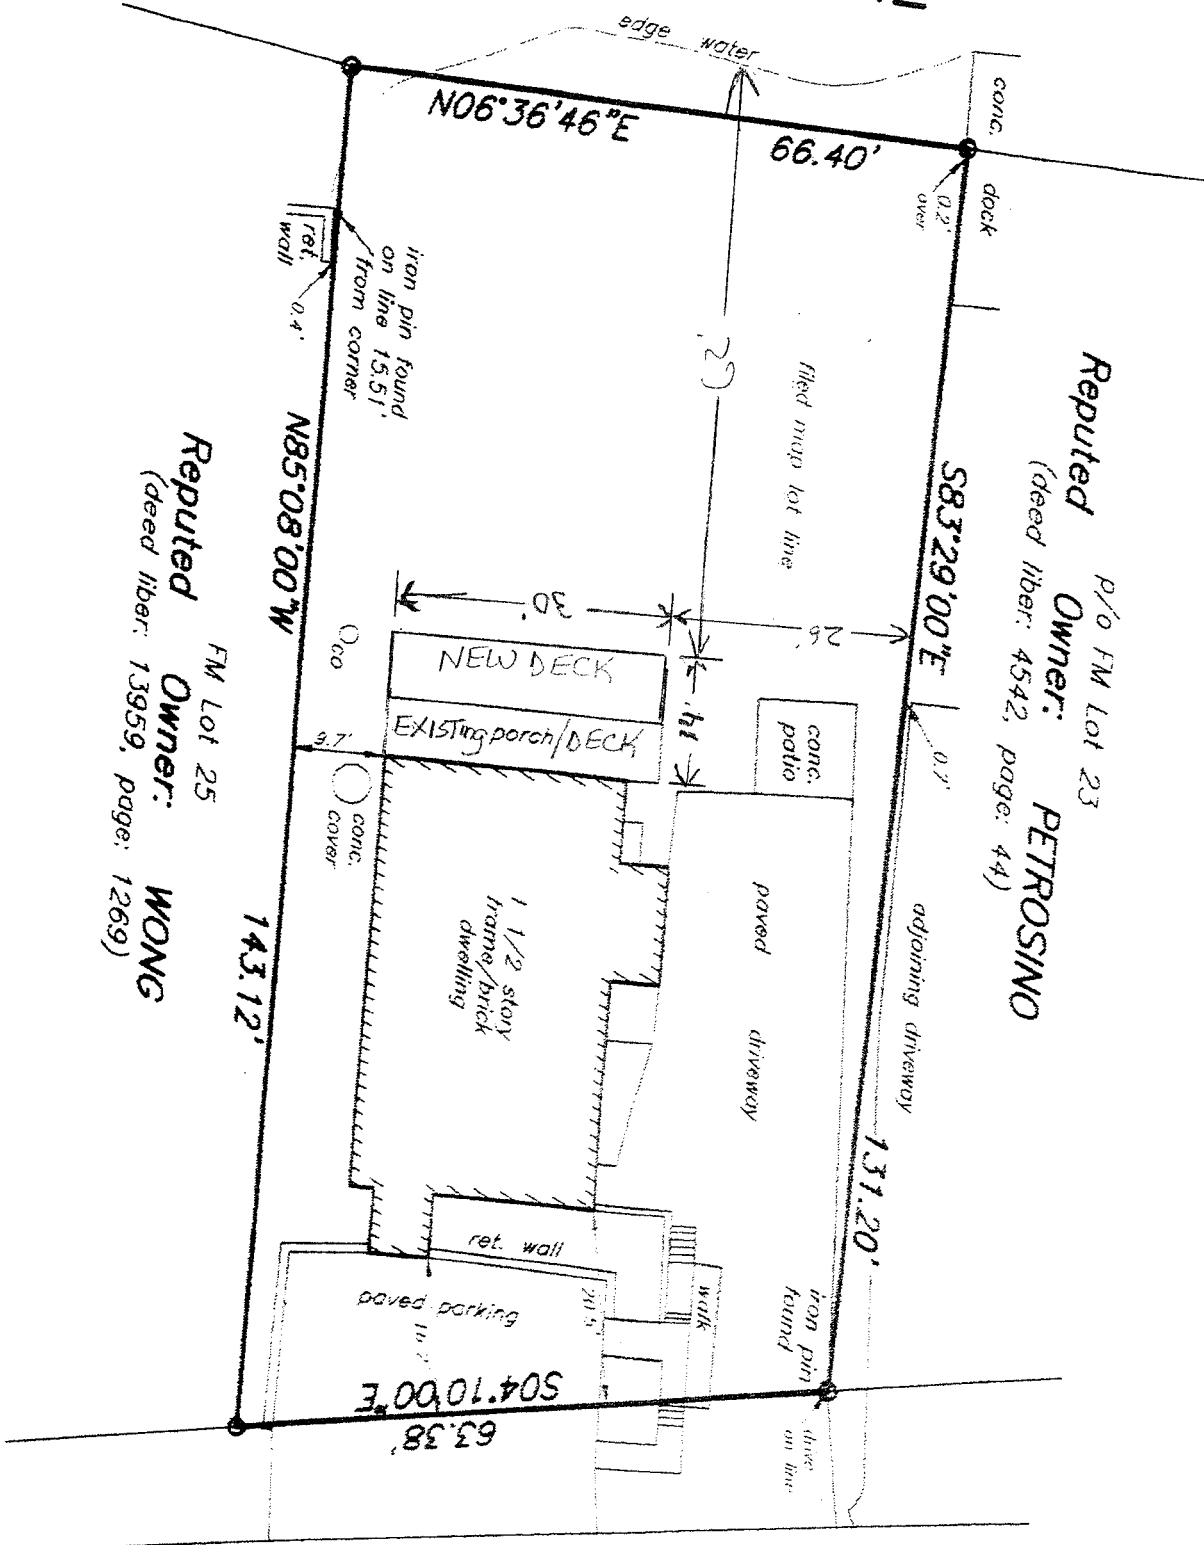 edge water
conc. dock
N06°36'46"E
66.40'
0.2'
over
ret.
wall
0.4'
iron pin found
on line 15.51'
from corner
filed map lot line
P/O FM Lot 23
Reputed Owner: PETROSINO
(deed liber: 4542, page: 44)
S83°29'00"E
131.20'
N85°08'00"W
143.12'
FM Lot 25
Reputed Owner: WONG
(deed liber: 13959, page: 1269)
30'
26'
14'
NEW DECK
EXISTing porch/DECK
CO
9.7'
conc.
cover
conc.
patio
adjoining driveway
paved driveway
1 1/2 story
frame/brick
dwelling
ret. wall
walk
paved parking
20.5'
iron pin
found
drive
on line
S04°10'00"E
63.38'